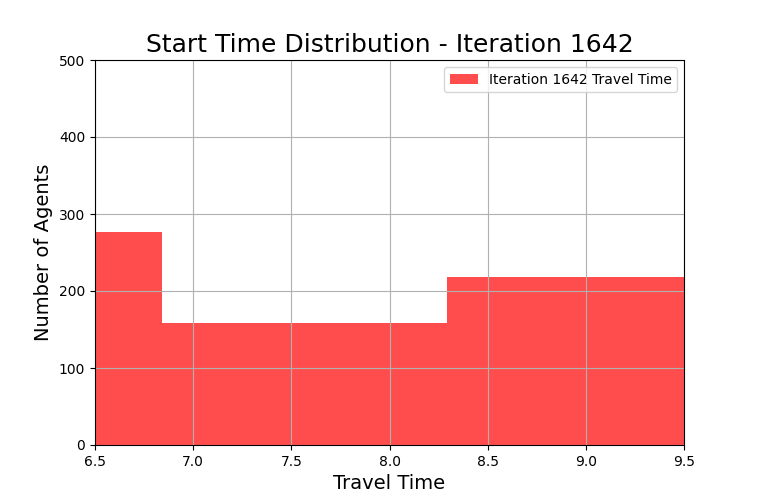 Start Time Distribution - Iteration 1642
Iteration 1642 Travel Time
Number of Agents
500
400
300
200
100
0
6.5 7.0 7.5 8.0 8.5 9.0 9.5
Travel Time